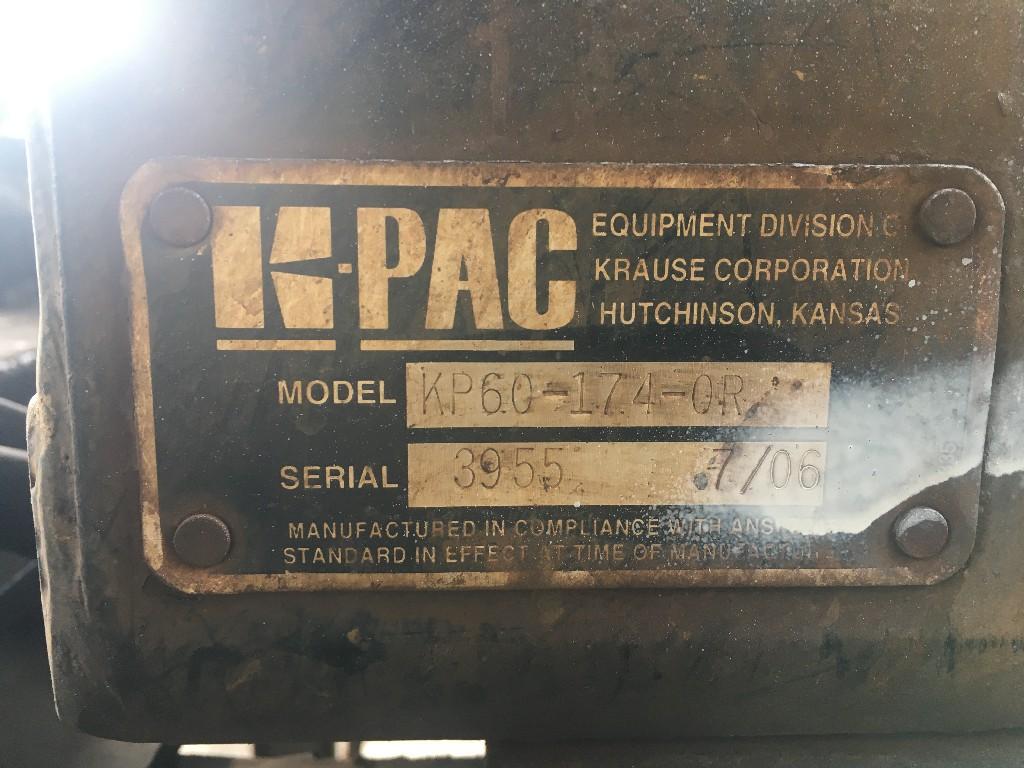 K-PAC
EQUIPMENT DIVISION
KRAUSE CORPORATION
HUTCHINSON, KANSAS
MODEL KP60-174-0R
SERIAL 3955 7/06
MANUFACTURED IN COMPLIANCE WITH
STANDARD IN EFFECT AT TIME OF